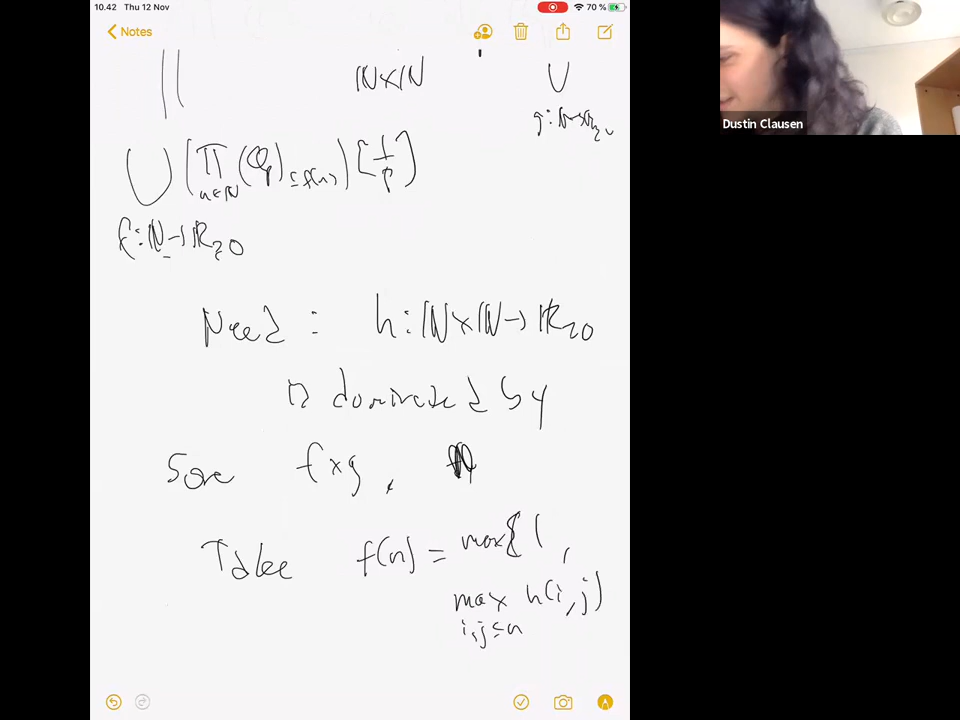 10.42 Thu 12 Nov
70 %
Notes
Dustin Clausen
||
ℕ×ℕ
∪
g:ℕ→ℝ≥0
∪ (∏ n∈ℕ (ℚp)≤f(n)) [1/p]
f:ℕ→ℝ≥0
Need : h:ℕ×ℕ→ℝ≥0
is dominated by
some f×g,
Take f(n) = max{1,
max h(i,j)
i,j≤n